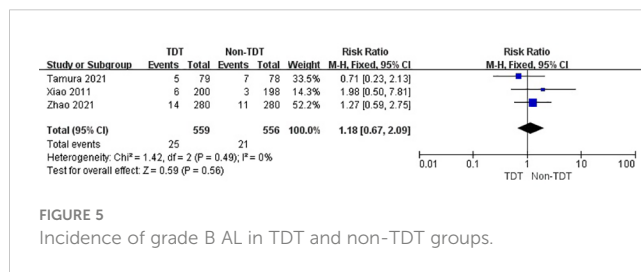 TDT Non-TDT Risk Ratio Risk Ratio
Study or Subgroup Events Total Events Total Weight M-H, Fixed, 95% CI M-H, Fixed, 95% CI
Tamura 2021 5 79 7 78 33.5% 0.71 [0.23, 2.13]
Xiao 2011 6 200 3 198 14.3% 1.98 [0.50, 7.81]
Zhao 2021 14 280 11 280 52.2% 1.27 [0.59, 2.75]
Total (95% CI) 559 556 100.0% 1.18 [0.67, 2.09]
Total events 25 21
Heterogeneity: Chi² = 1.42, df = 2 (P = 0.49); I² = 0%
Test for overall effect: Z = 0.59 (P = 0.56)
0.01 0.1 1 10 100
TDT Non-TDT
FIGURE 5
Incidence of grade B AL in TDT and non-TDT groups.